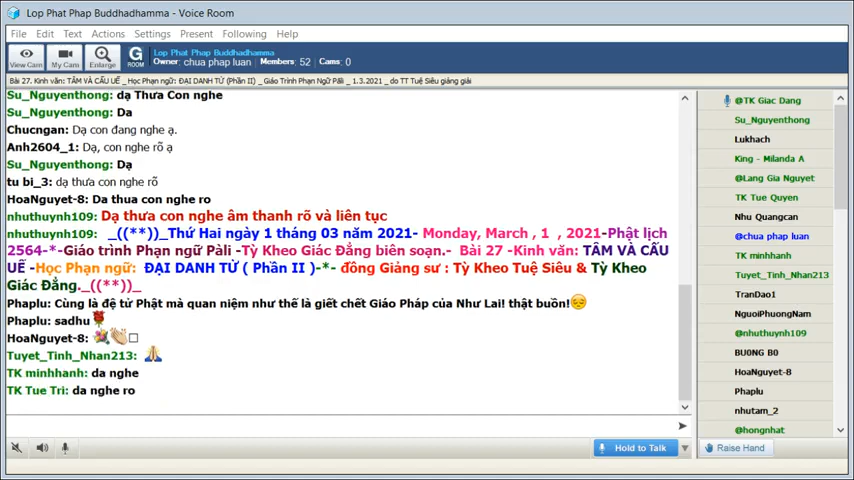 Lop Phat Phap Buddhadhamma - Voice Room
File Edit Text Actions Settings Present Following Help
View Cam My Cam Enlarge G ROOM
Lop Phat Phap Buddhadhamma
Owner: chua phap luan Members: 52 Cams: 0
Bài 27. Kinh văn: TÂM VÀ CẤU UẾ _ Học Phạn ngữ: ĐẠI DANH TỪ (Phần II) _ Giáo Trình Phạn Ngữ Pāli _ 1.3.2021 _ do TT Tuệ Siêu giảng giải
Su_Nguyenthong: dạ Thưa Con nghe
Su_Nguyenthong: Da
Chucngan: Dạ con đang nghe ạ.
Anh2604_1: Dạ, con nghe rõ ạ
Su_Nguyenthong: Dạ
tu bi_3: dạ thưa con nghe rõ
HoaNguyet-8: Da thua con nghe ro
nhuthuynh109: Dạ thưa con nghe âm thanh rõ và liên tục
nhuthuynh109: _((**))_Thứ Hai ngày 1 tháng 03 năm 2021- Monday, March , 1 , 2021-Phật lịch
2564-*-Giáo trình Phạn ngữ Pàli -Tỳ Kheo Giác Đẳng biên soạn.- Bài 27 -Kinh văn: TÂM VÀ CẤU
UẾ -Học Phạn ngữ: ĐẠI DANH TỪ ( Phần II )-*- đồng Giảng sư : Tỳ Kheo Tuệ Siêu & Tỳ Kheo
Giác Đẳng._((**))_
Phaplu: Cùng là đệ tử Phật mà quan niệm như thế là giết chết Giáo Pháp của Như Lai! thật buồn!
Phaplu: sadhu
HoaNguyet-8:
Tuyet_Tinh_Nhan213:
TK minhhanh: da nghe
TK Tue Tri: da nghe ro
@TK Giac Dang
Su_Nguyenthong
Lukhach
King - Milanda A
@Lang Gia Nguyet
TK Tue Quyen
Nhu Quangcan
@chua phap luan
TK minhhanh
Tuyet_Tinh_Nhan213
TranDao1
NguoiPhuongNam
@nhuthuynh109
BU0NG B0
HoaNguyet-8
Phaplu
nhutam_2
@hongnhat
Hold to Talk
Raise Hand